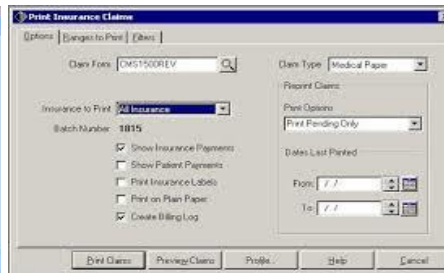 Print Insurance Claims
Options Ranges to Print Filters
Claim Form CMS1500REV
Claim Type Medical Paper
Reprint Claims
Insurance to Print All Insurance
Print Options
Print Pending Only
Batch Number 1815
Show Insurance Payments
Dates Last Printed
Show Patient Payments
Print Insurance Labels
From: / /
Print on Plain Paper
To: / /
Create Billing Log
Print Claims Preview Claims Profile... Help Cancel